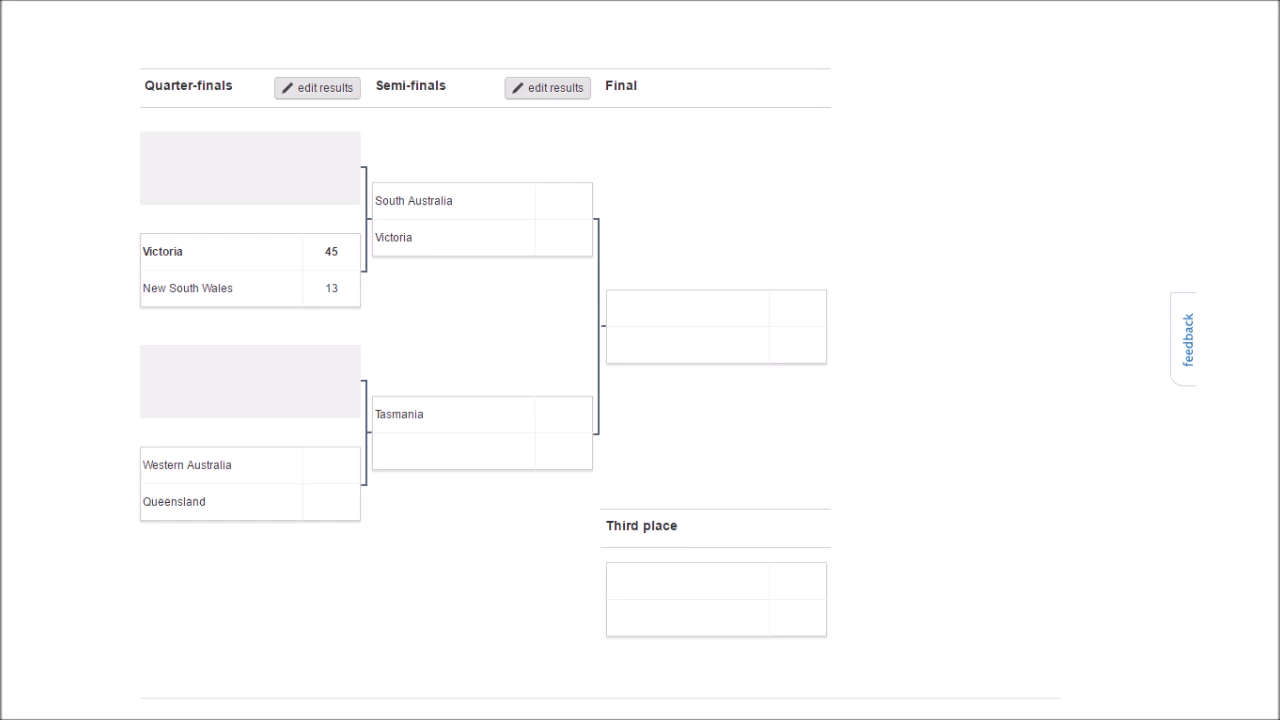 Quarter-finals
edit results
Semi-finals
edit results
Final
South Australia
Victoria
Victoria 45
New South Wales 13
Tasmania
Western Australia
Queensland
Third place
feedback